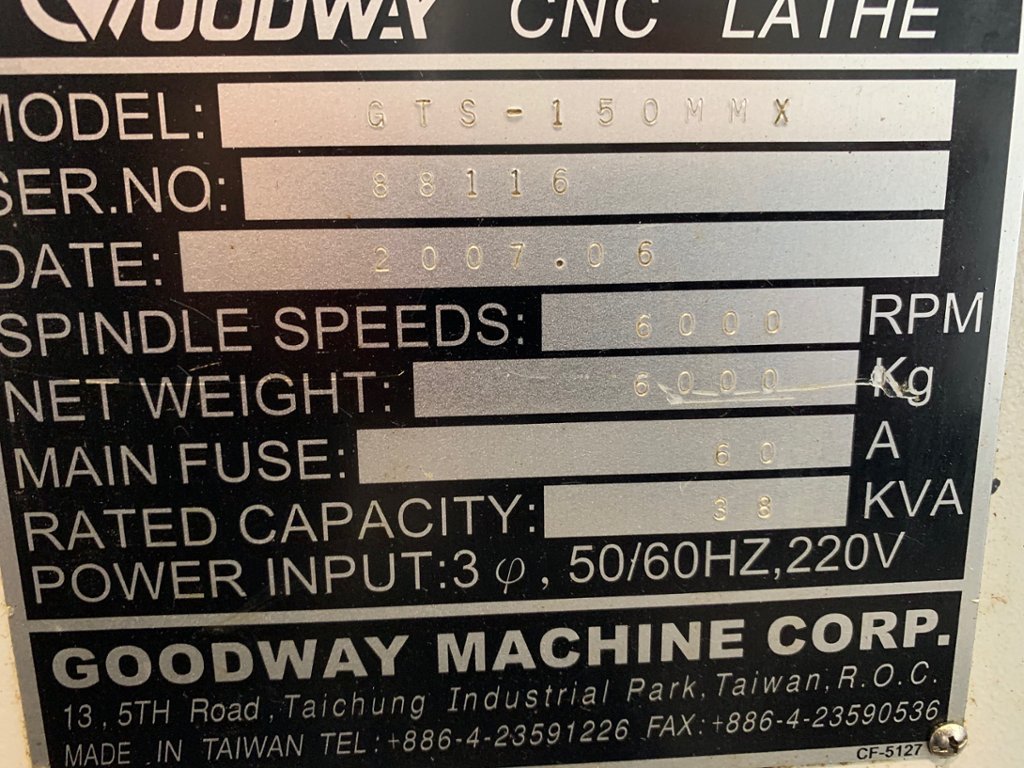 GOODWAY CNC LATHE
MODEL: GTS-150MMX
SER.NO: 88116
DATE: 2007.06
SPINDLE SPEEDS: 6000 RPM
NET WEIGHT: 6000 Kg
MAIN FUSE: 60 A
RATED CAPACITY: 38 KVA
POWER INPUT:3 φ, 50/60HZ,220V
GOODWAY MACHINE CORP.
13, 5TH Road, Taichung Industrial Park, Taiwan, R.O.C.
MADE IN TAIWAN TEL:+886-4-23591226 FAX:+886-4-23590536
CF-5127